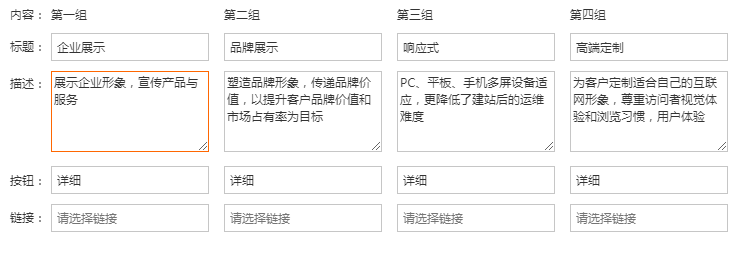 内容： 第一组 第二组 第三组 第四组
标题： 企业展示 品牌展示 响应式 高端定制
描述： 展示企业形象，宣传产品与 塑造品牌形象，传递品牌价 PC、平板、手机多屏设备适 为客户定制适合自己的互联
服务 值，以提升客户品牌价值和 应，更降低了建站后的运维 网形象，尊重访问者视觉体
市场占有率为目标 难度 验和浏览习惯，用户体验
按钮： 详细 详细 详细 详细
链接： 请选择链接 请选择链接 请选择链接 请选择链接